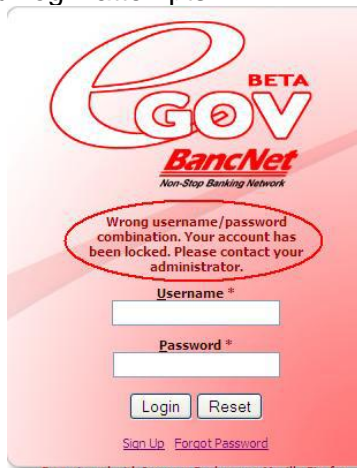 BETA
eGOV
BancNet
Non-Stop Banking Network
Wrong username/password
combination. Your account has
been locked. Please contact your
administrator.
Username *
Password *
Login Reset
Sign Up Forgot Password